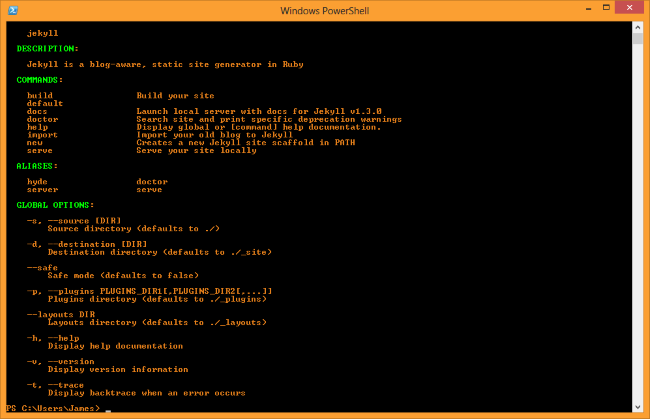 Windows PowerShell
jekyll
DESCRIPTION:
Jekyll is a blog-aware, static site generator in Ruby
COMMANDS:
build Build your site
default
docs Launch local server with docs for Jekyll v1.3.0
doctor Search site and print specific deprecation warnings
help Display global or [command] help documentation.
import Import your old blog to Jekyll
new Creates a new Jekyll site scaffold in PATH
serve Serve your site locally
ALIASES:
hyde doctor
server serve
GLOBAL OPTIONS:
-s, --source [DIR]
Source directory (defaults to ./)
-d, --destination [DIR]
Destination directory (defaults to ./_site)
--safe
Safe mode (defaults to false)
-p, --plugins PLUGINS_DIR1[,PLUGINS_DIR2[,...]]
Plugins directory (defaults to ./_plugins)
--layouts DIR
Layouts directory (defaults to ./_layouts)
-h, --help
Display help documentation
-v, --version
Display version information
-t, --trace
Display backtrace when an error occurs
PS C:\Users\James> _